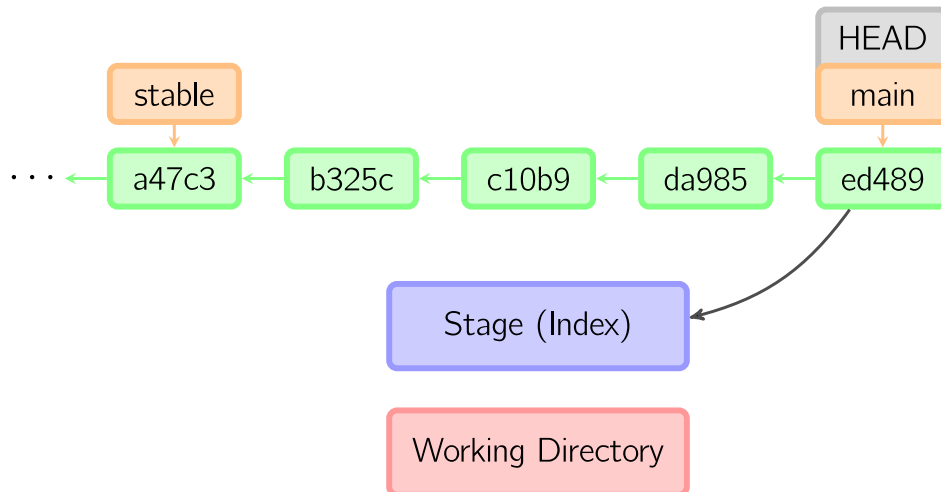 HEAD
stable
main
... a47c3 b325c c10b9 da985 ed489
Stage (Index)
Working Directory